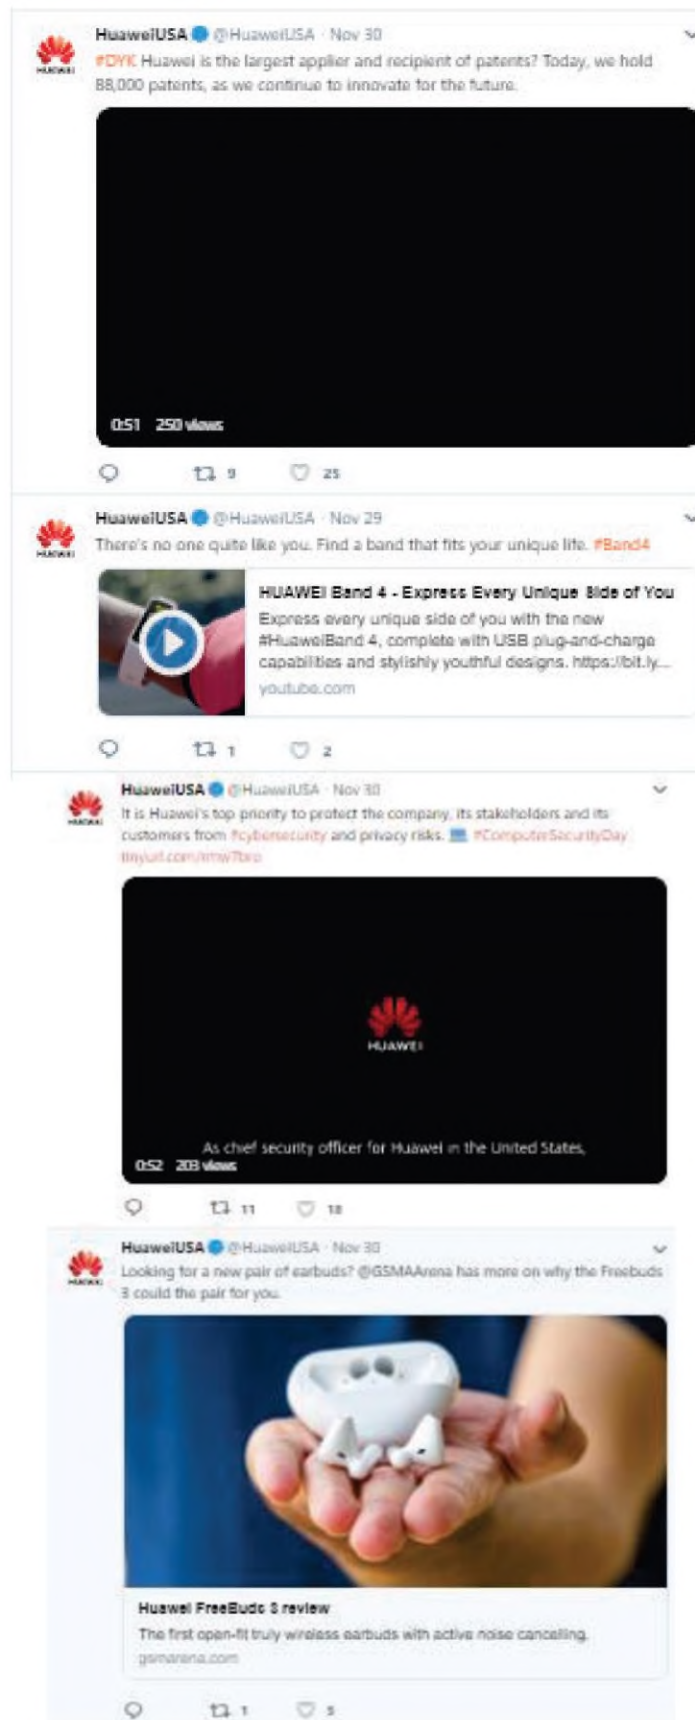 HuaweiUSA @HuaweiUSA · Nov 30
#DYK Huawei is the largest applier and recipient of patents? Today, we hold
88,000 patents, as we continue to innovate for the future.
0:51 250 views
9 25
HUAWEI
HuaweiUSA @HuaweiUSA · Nov 29
There's no one quite like you. Find a band that fits your unique life. #Band4
HUAWEI
HUAWEI Band 4 - Express Every Unique Side of You
Express every unique side of you with the new
#HuaweiBand 4, complete with USB plug-and-charge
capabilities and stylishly youthful designs. https://bit.ly...
youtube.com
1 2
HuaweiUSA @HuaweiUSA · Nov 30
It is Huawei's top priority to protect the company, its stakeholders and its
customers from #cybersecurity and privacy risks. #ComputerSecurityDay
HUAWEI
As chief security officer for Huawei in the United States,
0:52 203 views
11 18
HuaweiUSA @HuaweiUSA · Nov 30
Looking for a new pair of earbuds? @GSMAArena has more on why the Freebuds
3 could the pair for you.
HUAWEI
Huawei FreeBuds 3 review
The first open-fit truly wireless earbuds with active noise cancelling.
gsmarena.com
1 5